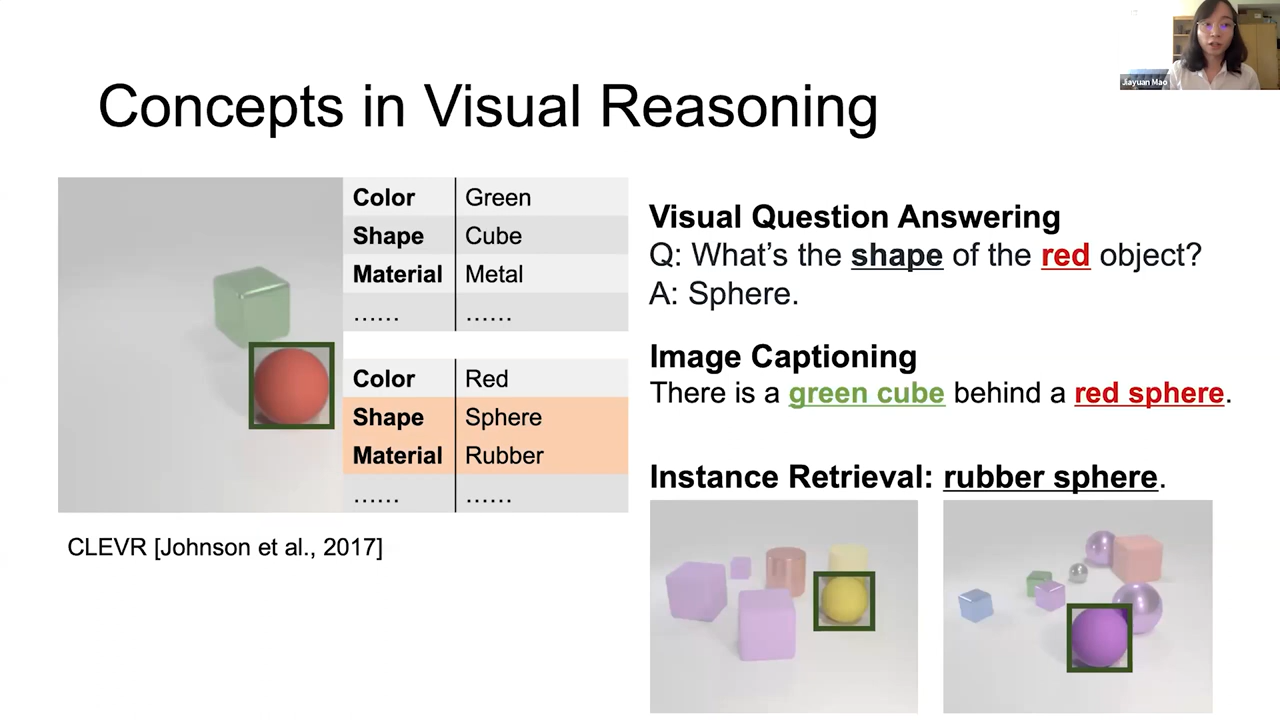 Jiayuan Mao
Concepts in Visual Reasoning
Color Green
Shape Cube
Material Metal
...... ......
Color Red
Shape Sphere
Material Rubber
...... ......
CLEVR [Johnson et al., 2017]
Visual Question Answering
Q: What’s the shape of the red object?
A: Sphere.
Image Captioning
There is a green cube behind a red sphere.
Instance Retrieval: rubber sphere.